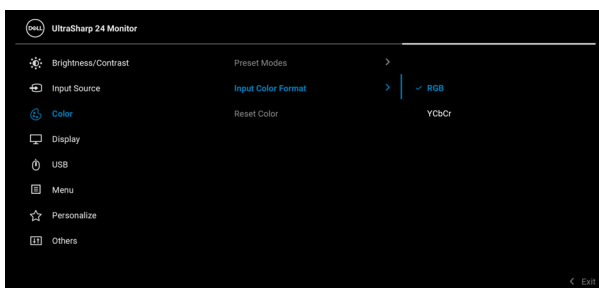 DELL UltraSharp 24 Monitor
Brightness/Contrast Preset Modes >
Input Source Input Color Format > ✓ RGB
Color Reset Color YCbCr
Display
USB
Menu
Personalize
Others
< Exit